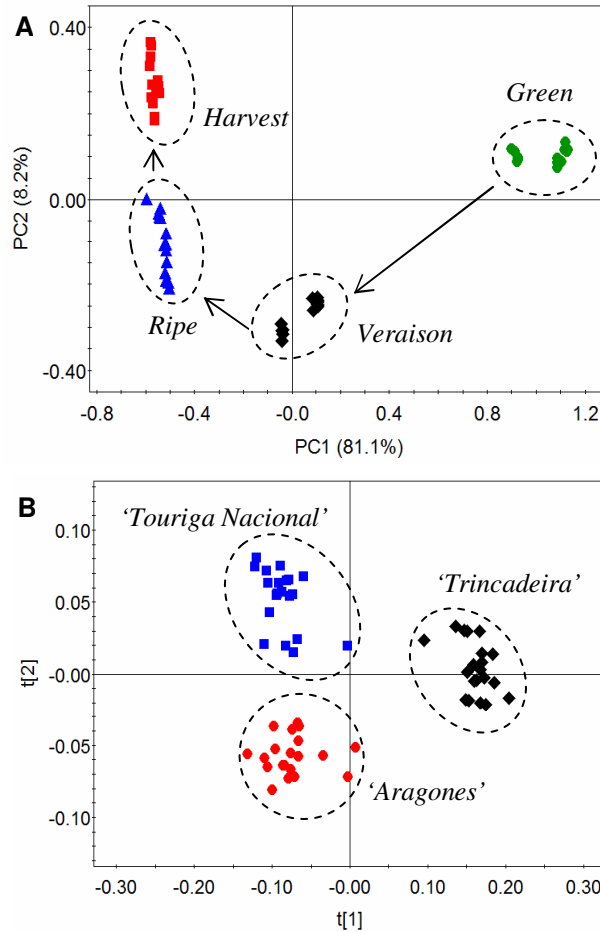 A
0.40
Green
Harvest
PC2 (8.2%)
0.00
Ripe
Veraison
-0.40
-0.8 -0.4 -0.0 0.4 0.8 1.2
PC1 (81.1%)
B
'Touriga Nacional'
0.10
'Trincadeira'
0.05
t[2]
-0.00
-0.05
'Aragones'
-0.10
-0.30 -0.20 -0.10 -0.00 0.10 0.20 0.30
t[1]